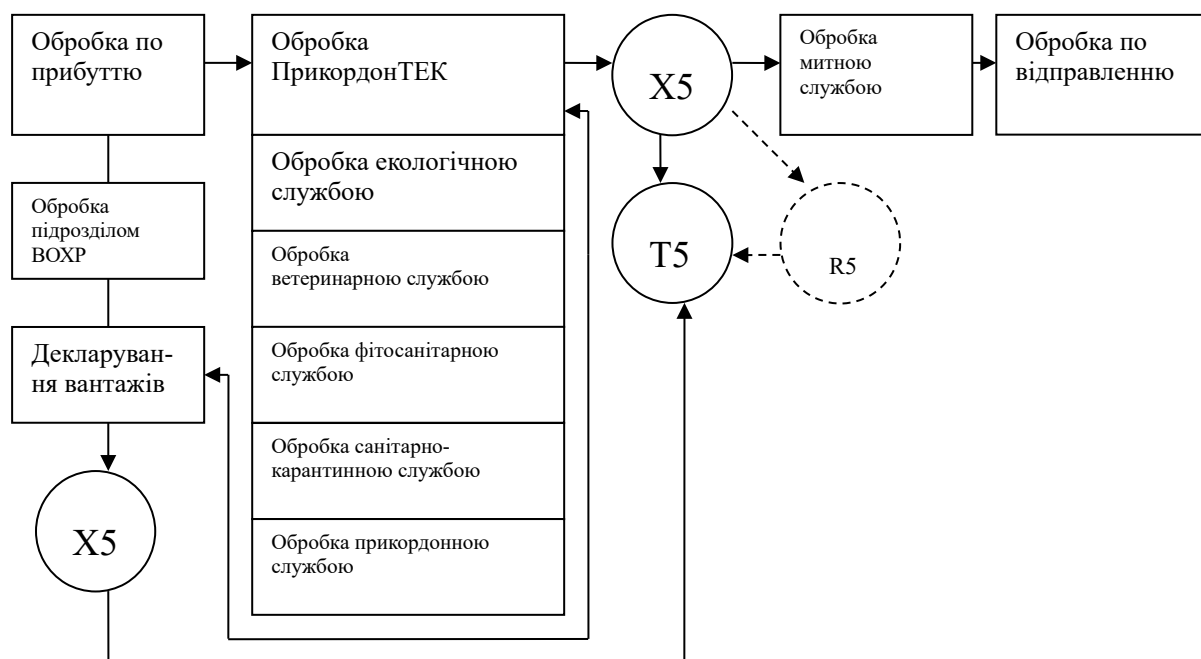 Обробка по
прибуттю
Обробка
ПрикордонТЕК
X5
Обробка
митною
службою
Обробка по
відправленню
Обробка екологічною
службою
Обробка
підрозділом
ВОХР
T5
R5
Обробка
ветеринарною службою
Декларуван-
ня вантажів
Обробка фітосанітарною
службою
Обробка санітарно-
карантинною службою
X5
Обробка прикордонною
службою